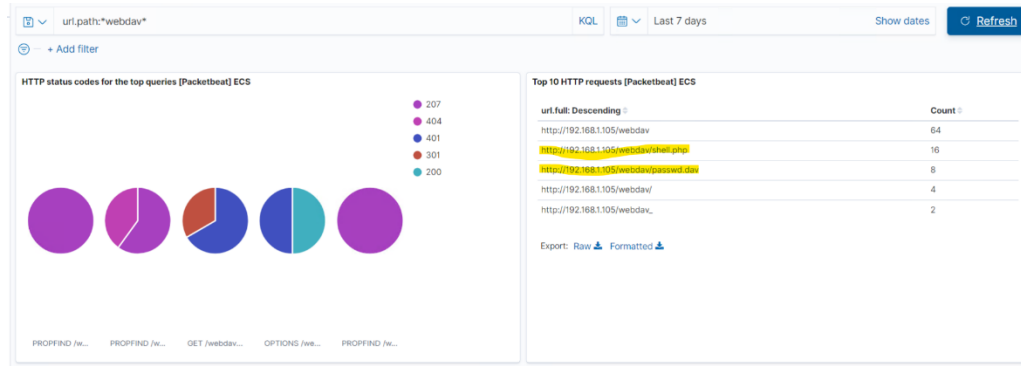 url.path:*webdav*
KQL
Last 7 days
Show dates
Refresh
+ Add filter
HTTP status codes for the top queries [Packetbeat] ECS
207
404
401
301
200
PROPFIND /w...
PROPFIND /w...
GET /webdav...
OPTIONS /we...
PROPFIND /w...
Top 10 HTTP requests [Packetbeat] ECS
url.full: Descending Count
http://192.168.1.105/webdav 64
http://192.168.1.105/webdav/shell.php 16
http://192.168.1.105/webdav/passwd.dav 8
http://192.168.1.105/webdav/ 4
http://192.168.1.105/webdav_ 2
Export: Raw Formatted